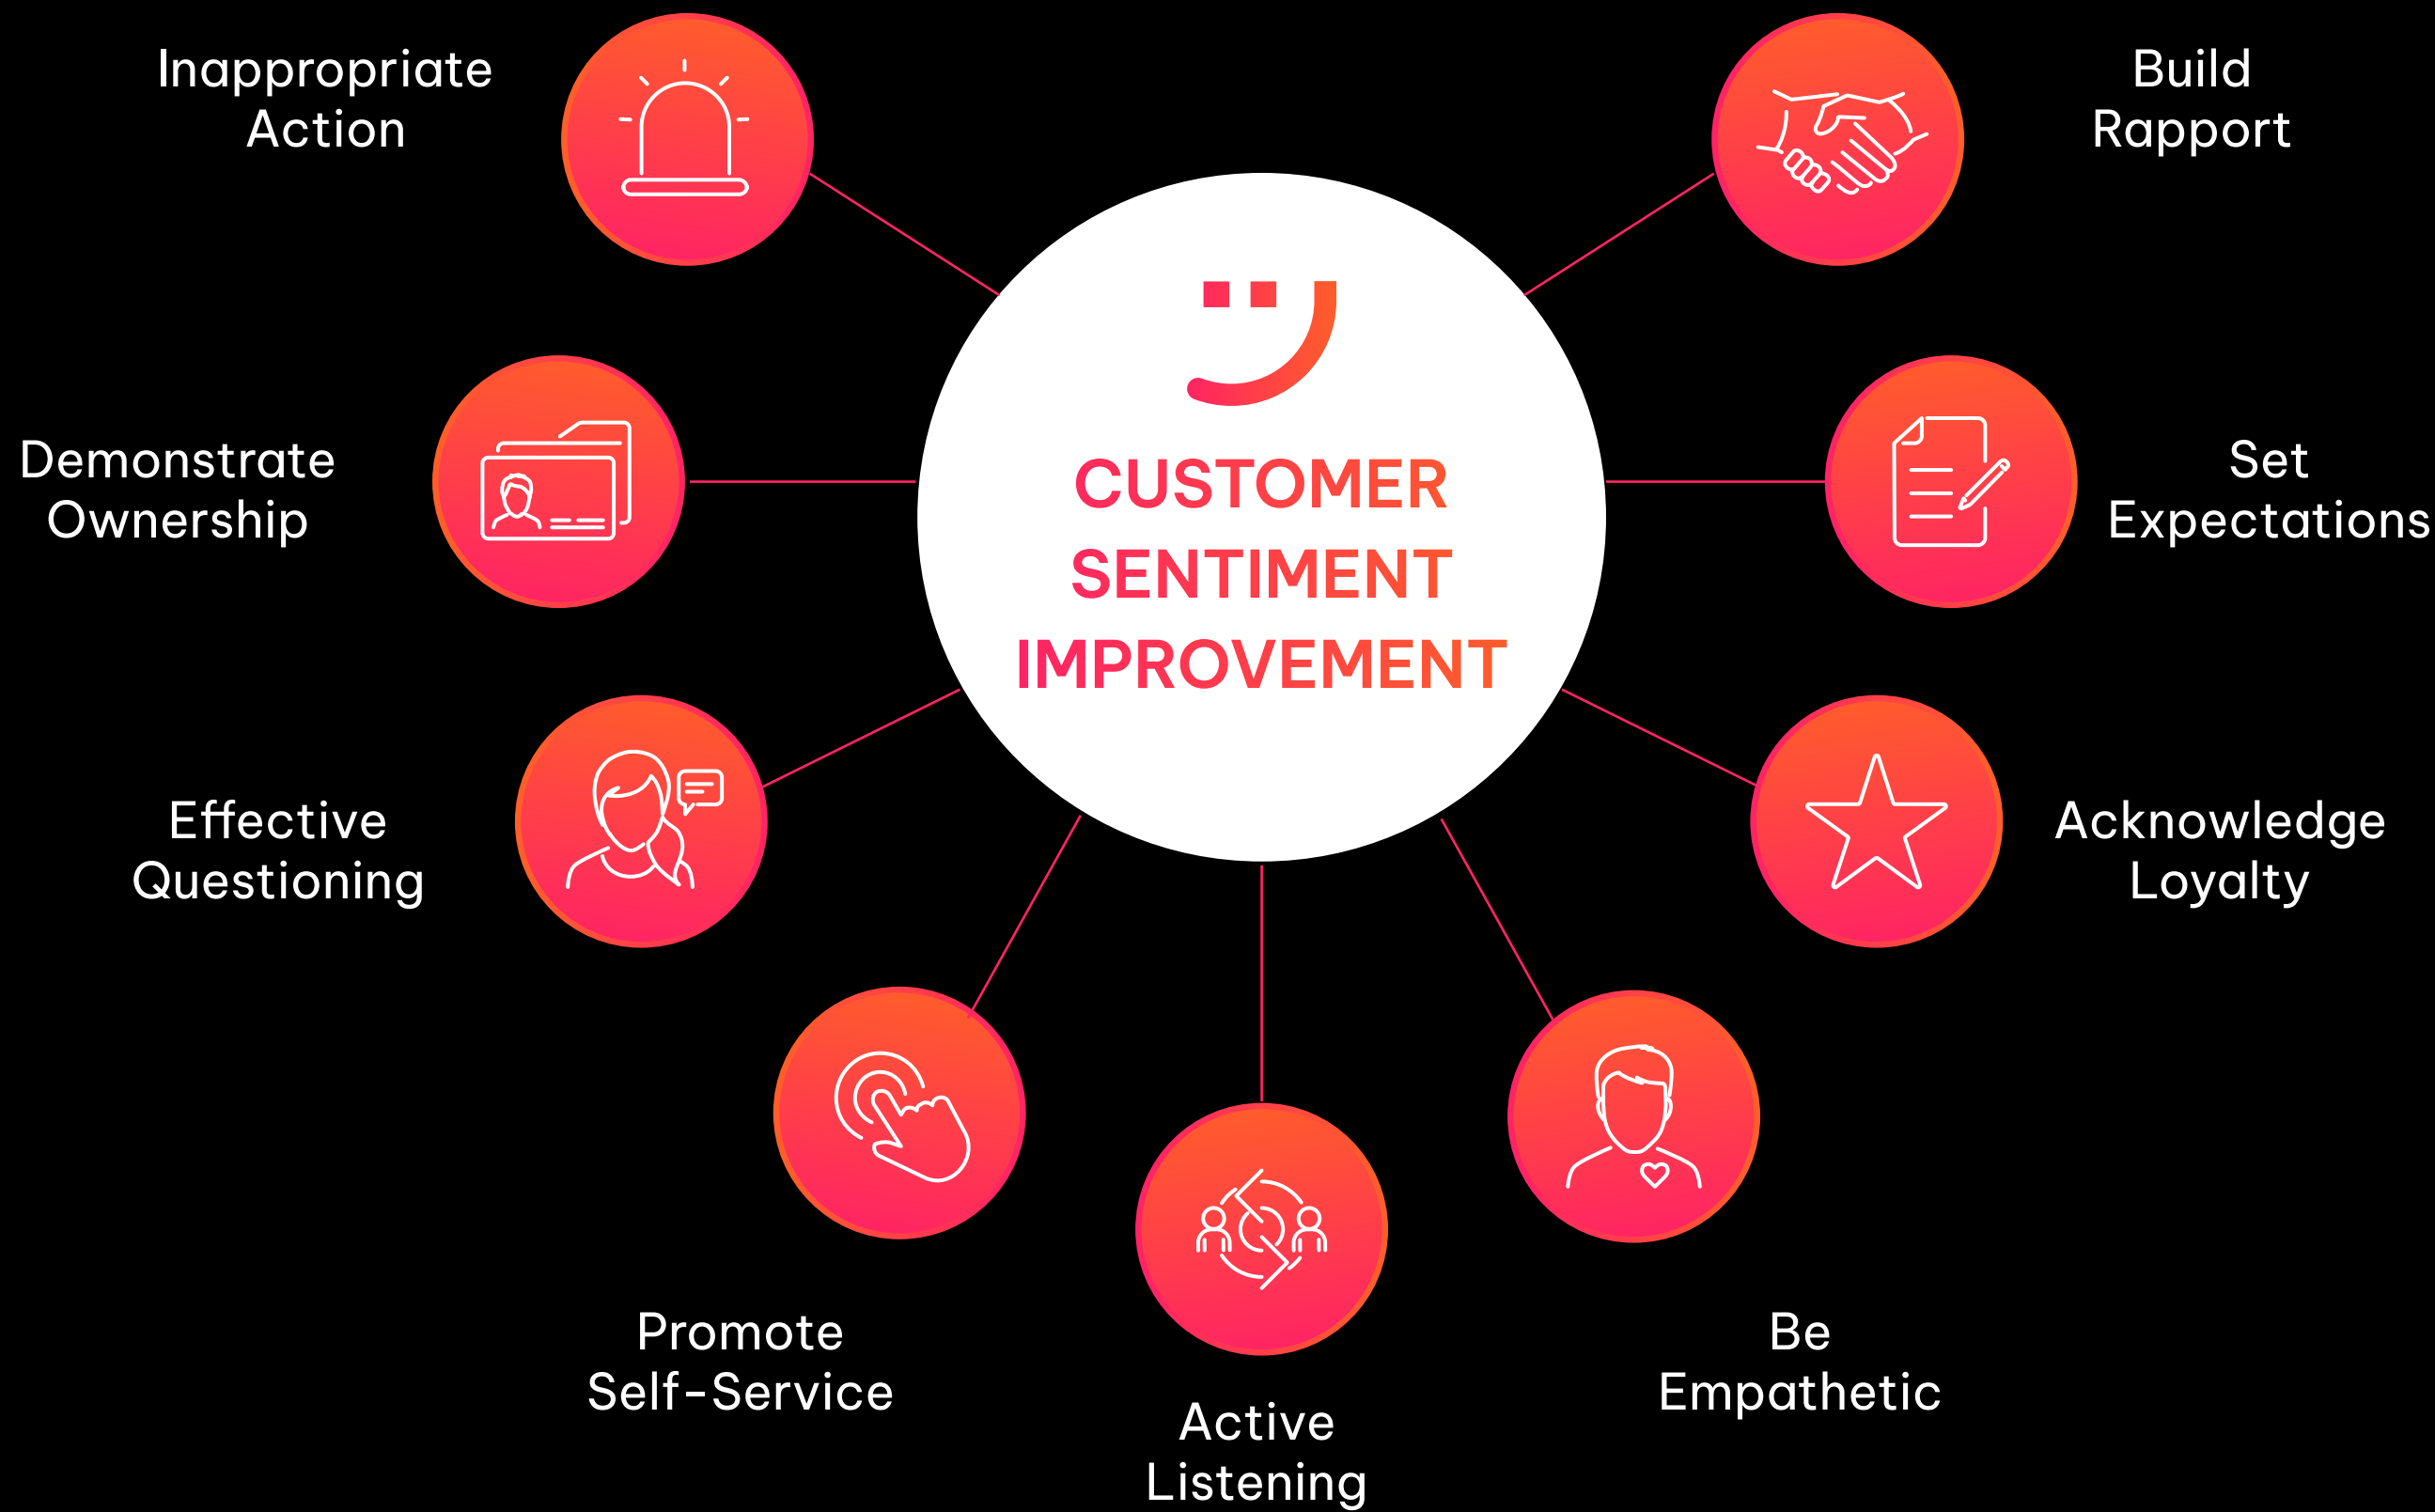 Inappropriate
Action
Build
Rapport
Demonstrate
Ownership
CUSTOMER
SENTIMENT
IMPROVEMENT
Set
Expectations
Effective
Questioning
Acknowledge
Loyalty
Promote
Self-Service
Active
Listening
Be
Empathetic